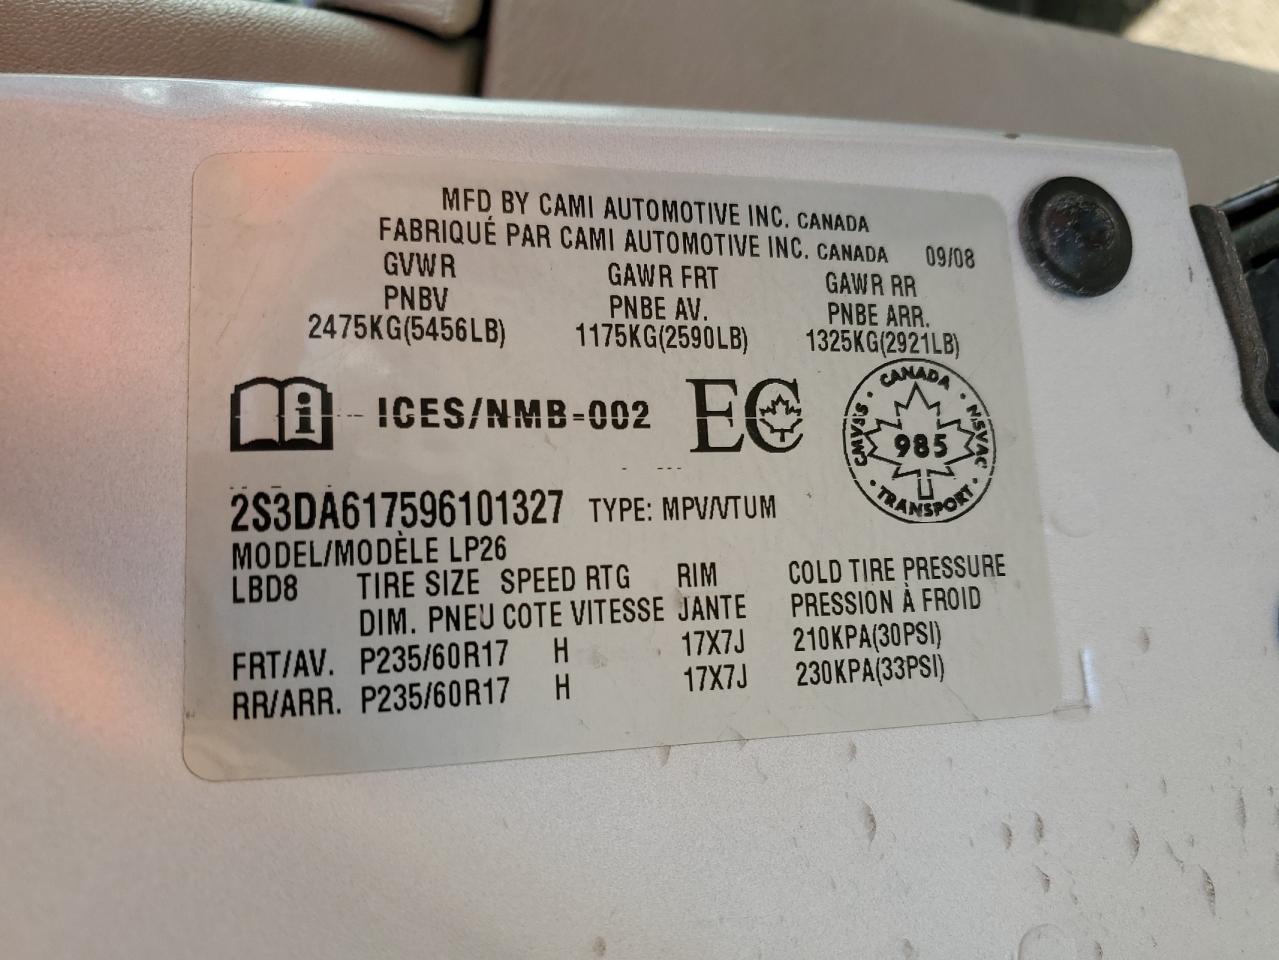 MFD BY CAMI AUTOMOTIVE INC. CANADA
FABRIQUÉ PAR CAMI AUTOMOTIVE INC. CANADA 09/08
GVWR GAWR FRT GAWR RR
PNBV PNBE AV. PNBE ARR.
2475KG(5456LB) 1175KG(2590LB) 1325KG(2921LB)
i ICES/NMB-002 EC CANADA CMVSS·R NSVAC 985 TRANSPORT
2S3DA617596101327 TYPE: MPV/VTUM
MODEL/MODÈLE LP26
LBD8 TIRE SIZE SPEED RTG RIM COLD TIRE PRESSURE
DIM. PNEU COTE VITESSE JANTE PRESSION À FROID
FRT/AV. P235/60R17 H 17X7J 210KPA(30PSI)
RR/ARR. P235/60R17 H 17X7J 230KPA(33PSI)